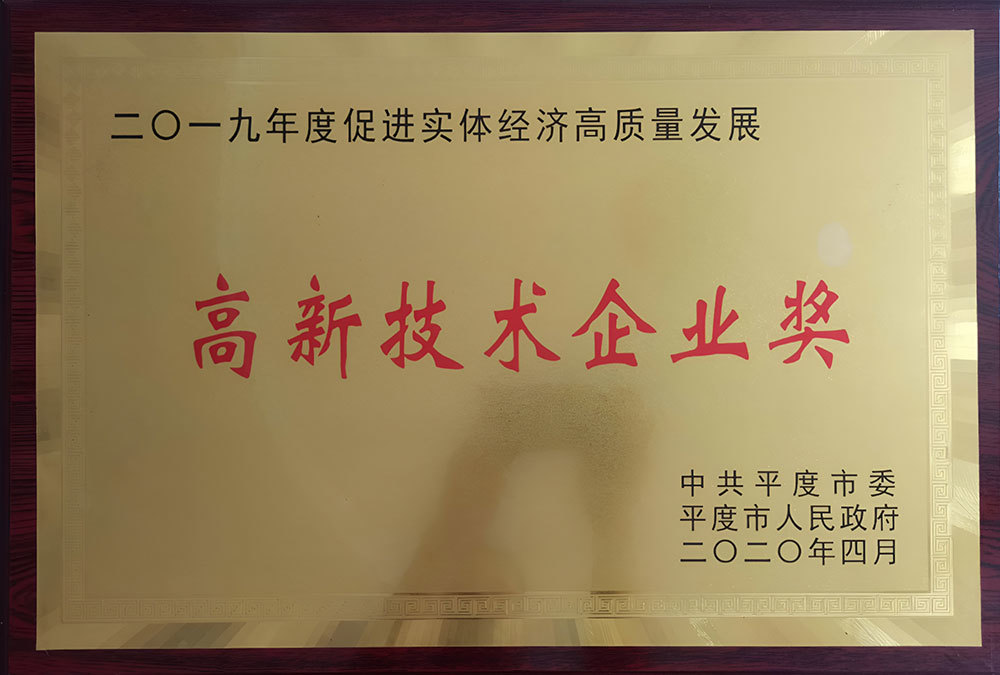 二〇一九年度促进实体经济高质量发展
高新技术企业奖
中共平度市委
平度市人民政府
二〇二〇年四月